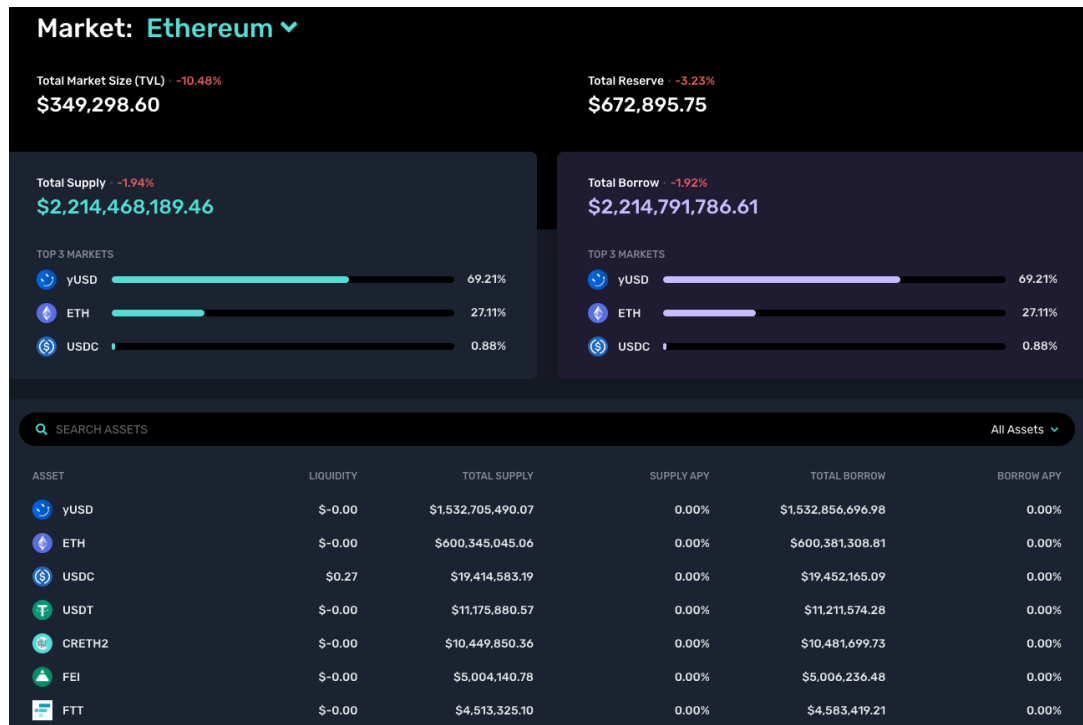 Market: Ethereum
Total Market Size (TVL) · -10.48% Total Reserve · -3.23%
$349,298.60 $672,895.75
Total Supply · -1.94% Total Borrow · -1.92%
$2,214,468,189.46 $2,214,791,786.61
TOP 3 MARKETS TOP 3 MARKETS
yUSD 69.21% yUSD 69.21%
ETH 27.11% ETH 27.11%
USDC 0.88% USDC 0.88%
SEARCH ASSETS All Assets
ASSET LIQUIDITY TOTAL SUPPLY SUPPLY APY TOTAL BORROW BORROW APY
yUSD $-0.00 $1,532,705,490.07 0.00% $1,532,856,696.98 0.00%
ETH $-0.00 $600,345,045.06 0.00% $600,381,308.81 0.00%
USDC $0.27 $19,414,583.19 0.00% $19,452,165.09 0.00%
USDT $-0.00 $11,175,880.57 0.00% $11,211,574.28 0.00%
CRETH2 $-0.00 $10,449,850.36 0.00% $10,481,699.73 0.00%
FEI $-0.00 $5,004,140.78 0.00% $5,006,236.48 0.00%
FTT $-0.00 $4,513,325.10 0.00% $4,583,419.21 0.00%